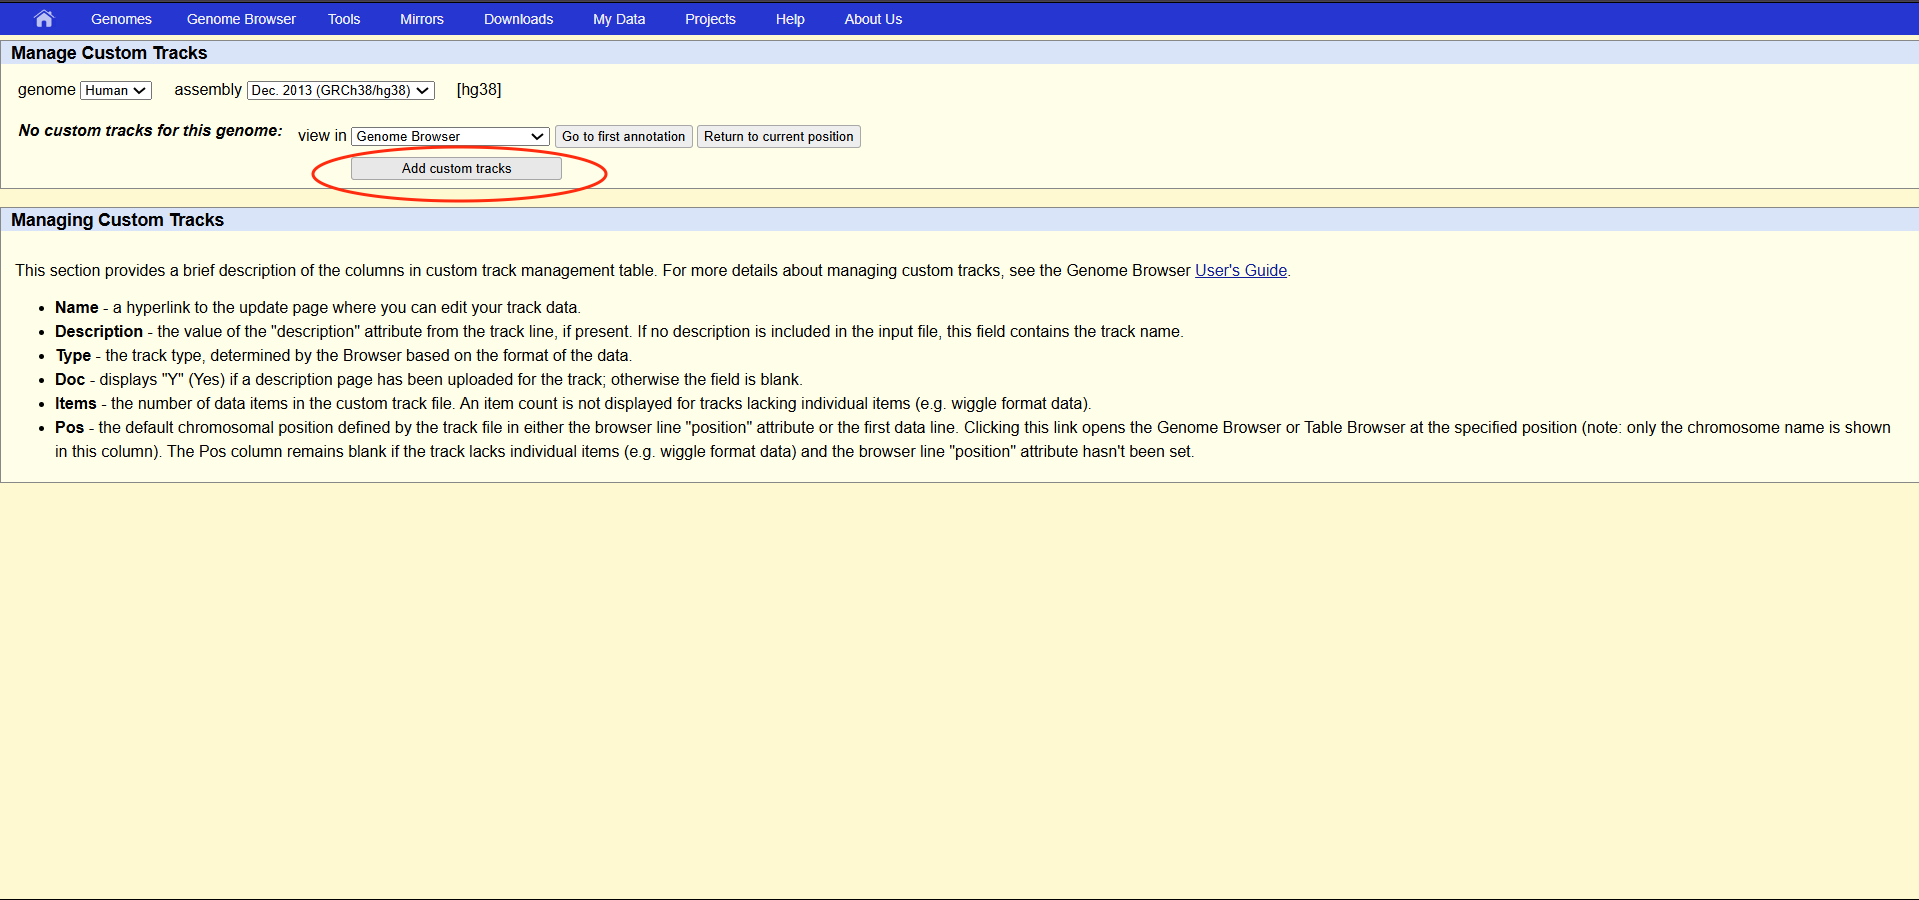 Genomes Genome Browser Tools Mirrors Downloads My Data Projects Help About Us
Manage Custom Tracks
genome Human assembly Dec. 2013 (GRCh38/hg38) [hg38]
No custom tracks for this genome: view in Genome Browser Go to first annotation Return to current position
Add custom tracks
Managing Custom Tracks
This section provides a brief description of the columns in custom track management table. For more details about managing custom tracks, see the Genome Browser User's Guide.
• Name - a hyperlink to the update page where you can edit your track data.
• Description - the value of the "description" attribute from the track line, if present. If no description is included in the input file, this field contains the track name.
• Type - the track type, determined by the Browser based on the format of the data.
• Doc - displays "Y" (Yes) if a description page has been uploaded for the track; otherwise the field is blank.
• Items - the number of data items in the custom track file. An item count is not displayed for tracks lacking individual items (e.g. wiggle format data).
• Pos - the default chromosomal position defined by the track file in either the browser line "position" attribute or the first data line. Clicking this link opens the Genome Browser or Table Browser at the specified position (note: only the chromosome name is shown
in this column). The Pos column remains blank if the track lacks individual items (e.g. wiggle format data) and the browser line "position" attribute hasn't been set.